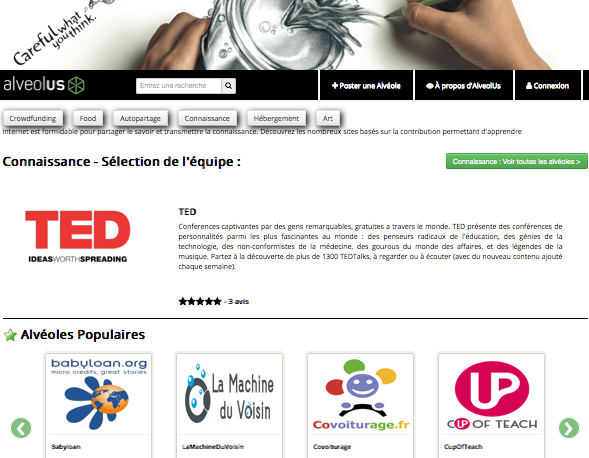 Careful what
you think.
alveolus
Entrez une recherche
Poster une Alvéole
À propos d'AlveolUs
Connexion
Crowdfunding
Food
Autopartage
Connaissance
Hébergement
Art
Internet est formidable pour partager le savoir et transmettre la connaissance. Découvrez les nombreux sites basés sur la contribution permettant d'apprendre
Connaissance - Sélection de l'équipe :
Connaissance : Voir toutes les alvéoles >
TED
IDEAS WORTH SPREADING
TED
Conferences captivantes par des gens remarquables, gratuites a travers le monde. TED présente des conférences de
personnalités parmi les plus fascinantes au monde : des penseurs radicaux de l'éducation, des génies de la
technologie, des non-conformistes de la médecine, des gourous du monde des affaires, et des légendes de la
musique. Partez à la découverte de plus de 1300 TEDTalks, à regarder ou à écouter (avec du nouveau contenu ajouté
chaque semaine).
- 3 avis
Alvéoles Populaires
babyloan.org
micro credits, great stories
Babyloan
La Machine
du Voisin
LaMachineDuVoisin
Covoiturage.fr
Covoiturage
UP
CUP OF TEACH
CupOfTeach